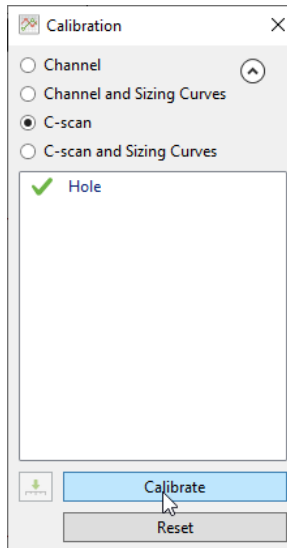 Calibration
Channel
Channel and Sizing Curves
C-scan
C-scan and Sizing Curves
Hole
Calibrate
Reset